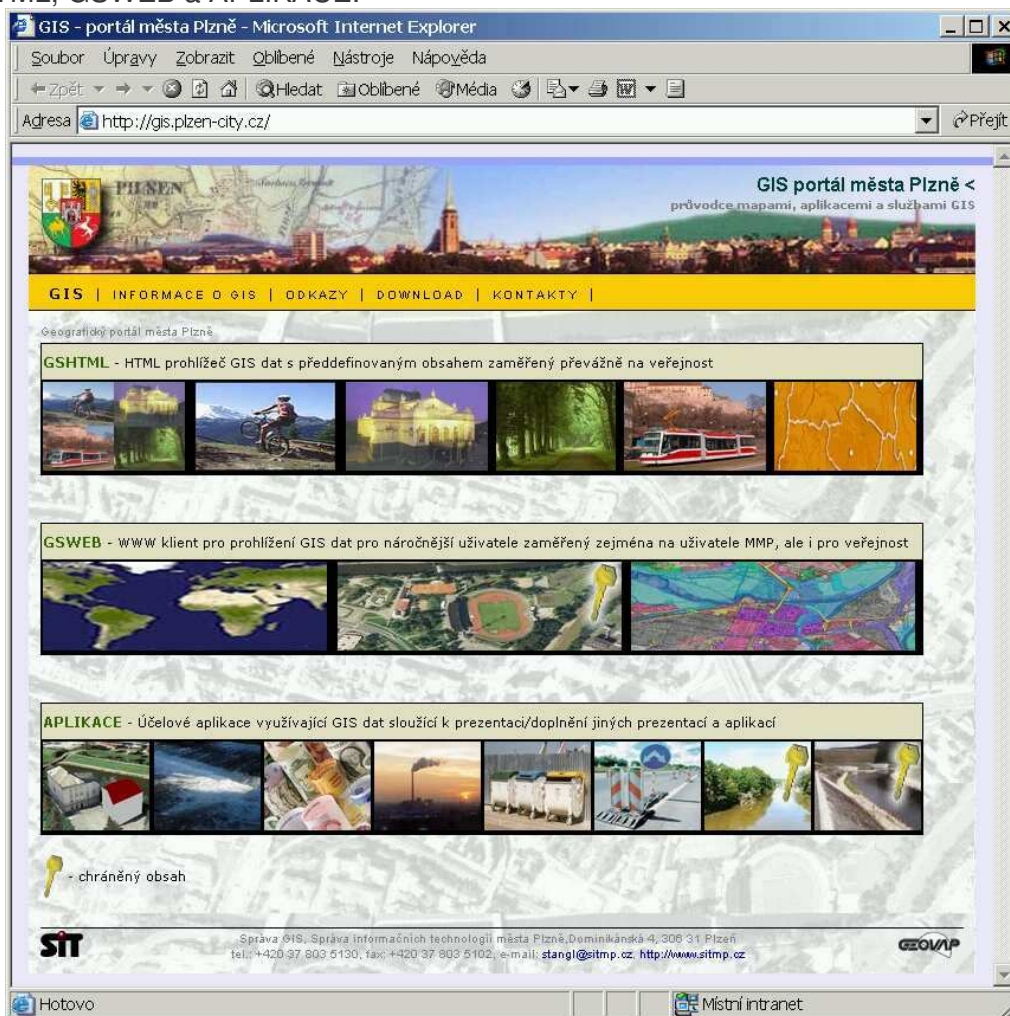 TML, GSWEB a APLIKACE.
GIS - portál města Plzně - Microsoft Internet Explorer
Soubor Úpravy Zobrazit Oblíbené Nástroje Nápověda
Zpět Hledat Oblíbené Média
Adresa http://gis.plzen-city.cz/ Přejít
PILSEN
GIS portál města Plzně <
průvodce mapami, aplikacemi a službami GIS
GIS | INFORMACE O GIS | ODKAZY | DOWNLOAD | KONTAKTY |
Geografický portál města Plzně
GSHTML - HTML prohlížeč GIS dat s předdefinovaným obsahem zaměřený převážně na veřejnost
GSWEB - WWW klient pro prohlížení GIS dat pro náročnější uživatele zaměřený zejména na uživatele MMP, ale i pro veřejnost
APLIKACE - Účelové aplikace využívající GIS dat sloužící k prezentaci/doplnění jiných prezentací a aplikací
- chráněný obsah
SIT
Správa GIS, Správa informačních technologií města Plzně,Dominikánská 4, 306 31 Plzeň
tel.: +420 37 803 5130, fax: +420 37 803 5102, e-mail: stangl@sitmp.cz, http://www.sitmp.cz
GEOVAP
Hotovo
Místní intranet